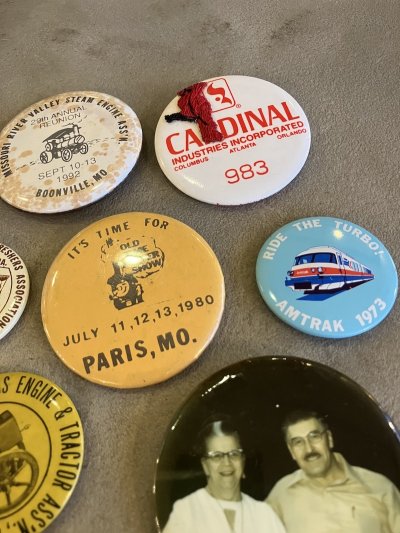 MISSOURI RIVER VALLEY STEAM ENGINE ASS'N.
29th ANNUAL
REUNION
SEPT 10-13
1992
BOONVILLE, MO
CARDINAL
INDUSTRIES INCORPORATED
COLUMBUS ATLANTA ORLANDO
983
IT'S TIME FOR
OLD
SHOW
JULY 11,12,13,1980
PARIS, MO.
RIDE THE TURBO!
AMTRAK 1973
RESHERS ASSOCIATION
S ENGINE & TRACTOR ASS'N.